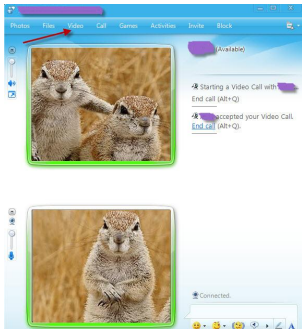 Photos Files Video Call Games Activities Invite Block
(Available)
Starting a Video Call with
End call (Alt+Q)
accepted your Video Call.
End call (Alt+Q).
Connected.
A